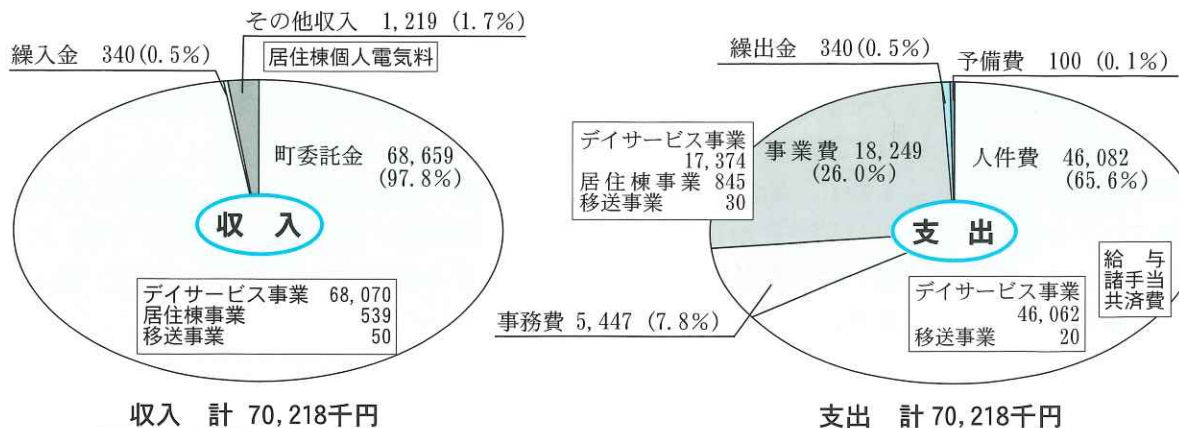 その他収入 1,219 (1.7%)
繰入金 340(0.5%)
居住棟個人電気料
町委託金 68,659
(97.8%)
収 入
デイサービス事業 68,070
居住棟事業 539
移送事業 50
収入 計 70,218千円
繰出金 340(0.5%)
予備費 100 (0.1%)
デイサービス事業
17,374
居住棟事業 845
移送事業 30
事業費 18,249
(26.0%)
人件費 46,082
(65.6%)
支 出
給 与
諸手当
共済費
デイサービス事業
46,062
移送事業 20
事務費 5,447 (7.8%)
支出 計 70,218千円